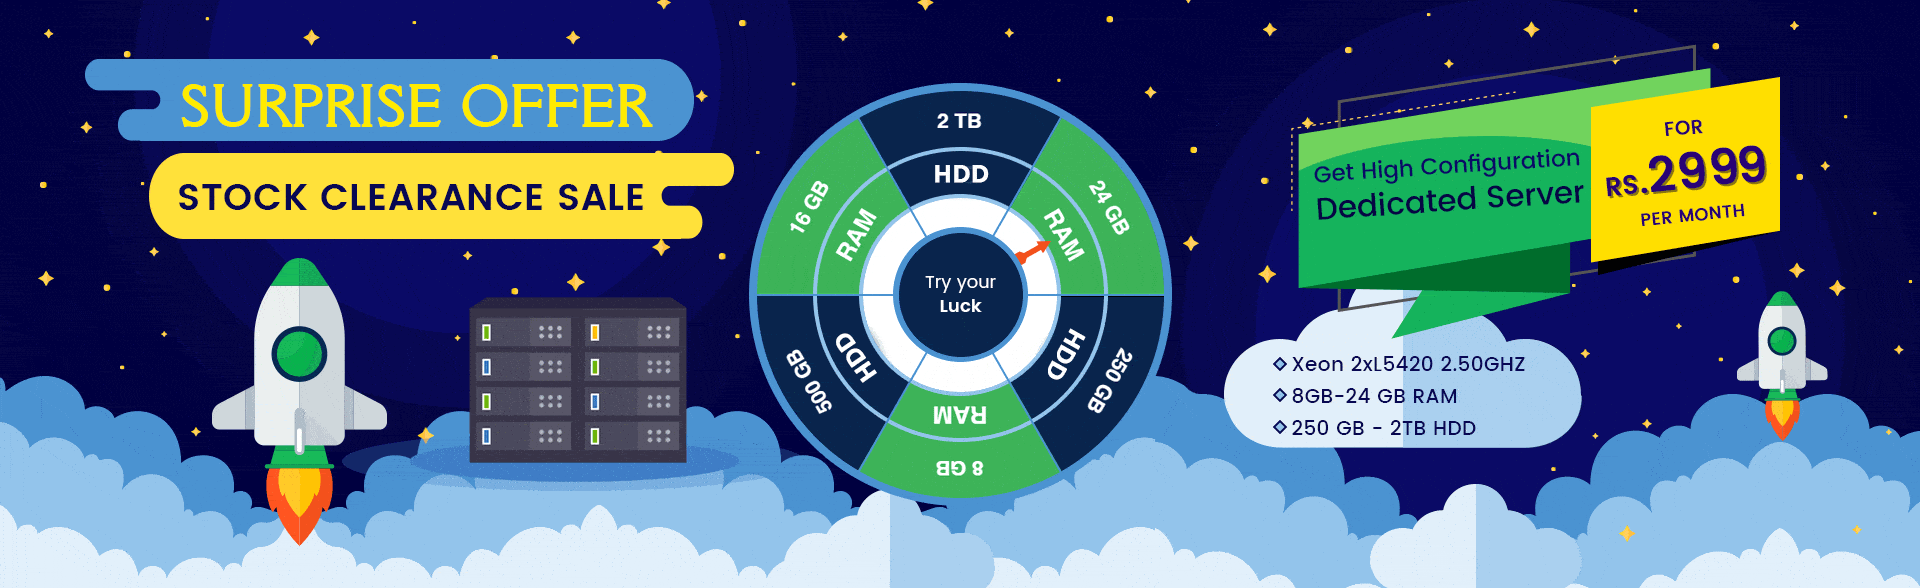 SURPRISE OFFER
STOCK CLEARANCE SALE
2 TB
HDD
24 GB
RAM
250 GB
HDD
8 GB
RAM
500 GB
HDD
16 GB
RAM
Try your
Luck
Get High Configuration
Dedicated Server
FOR
RS.2999
PER MONTH
Xeon 2xL5420 2.50GHZ
8GB-24 GB RAM
250 GB - 2TB HDD